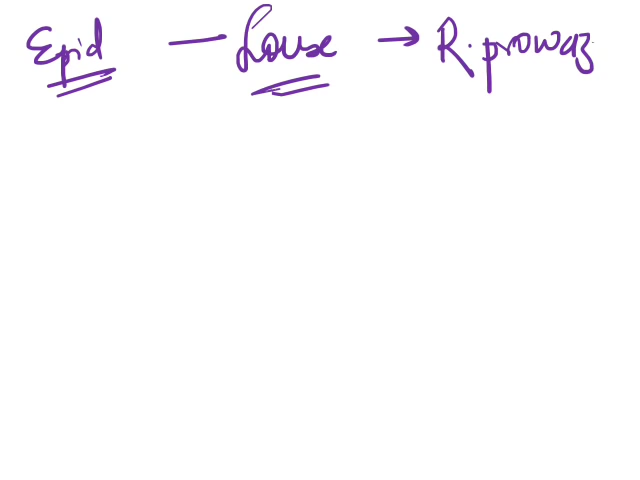 Epid — Louse → R. prowaz